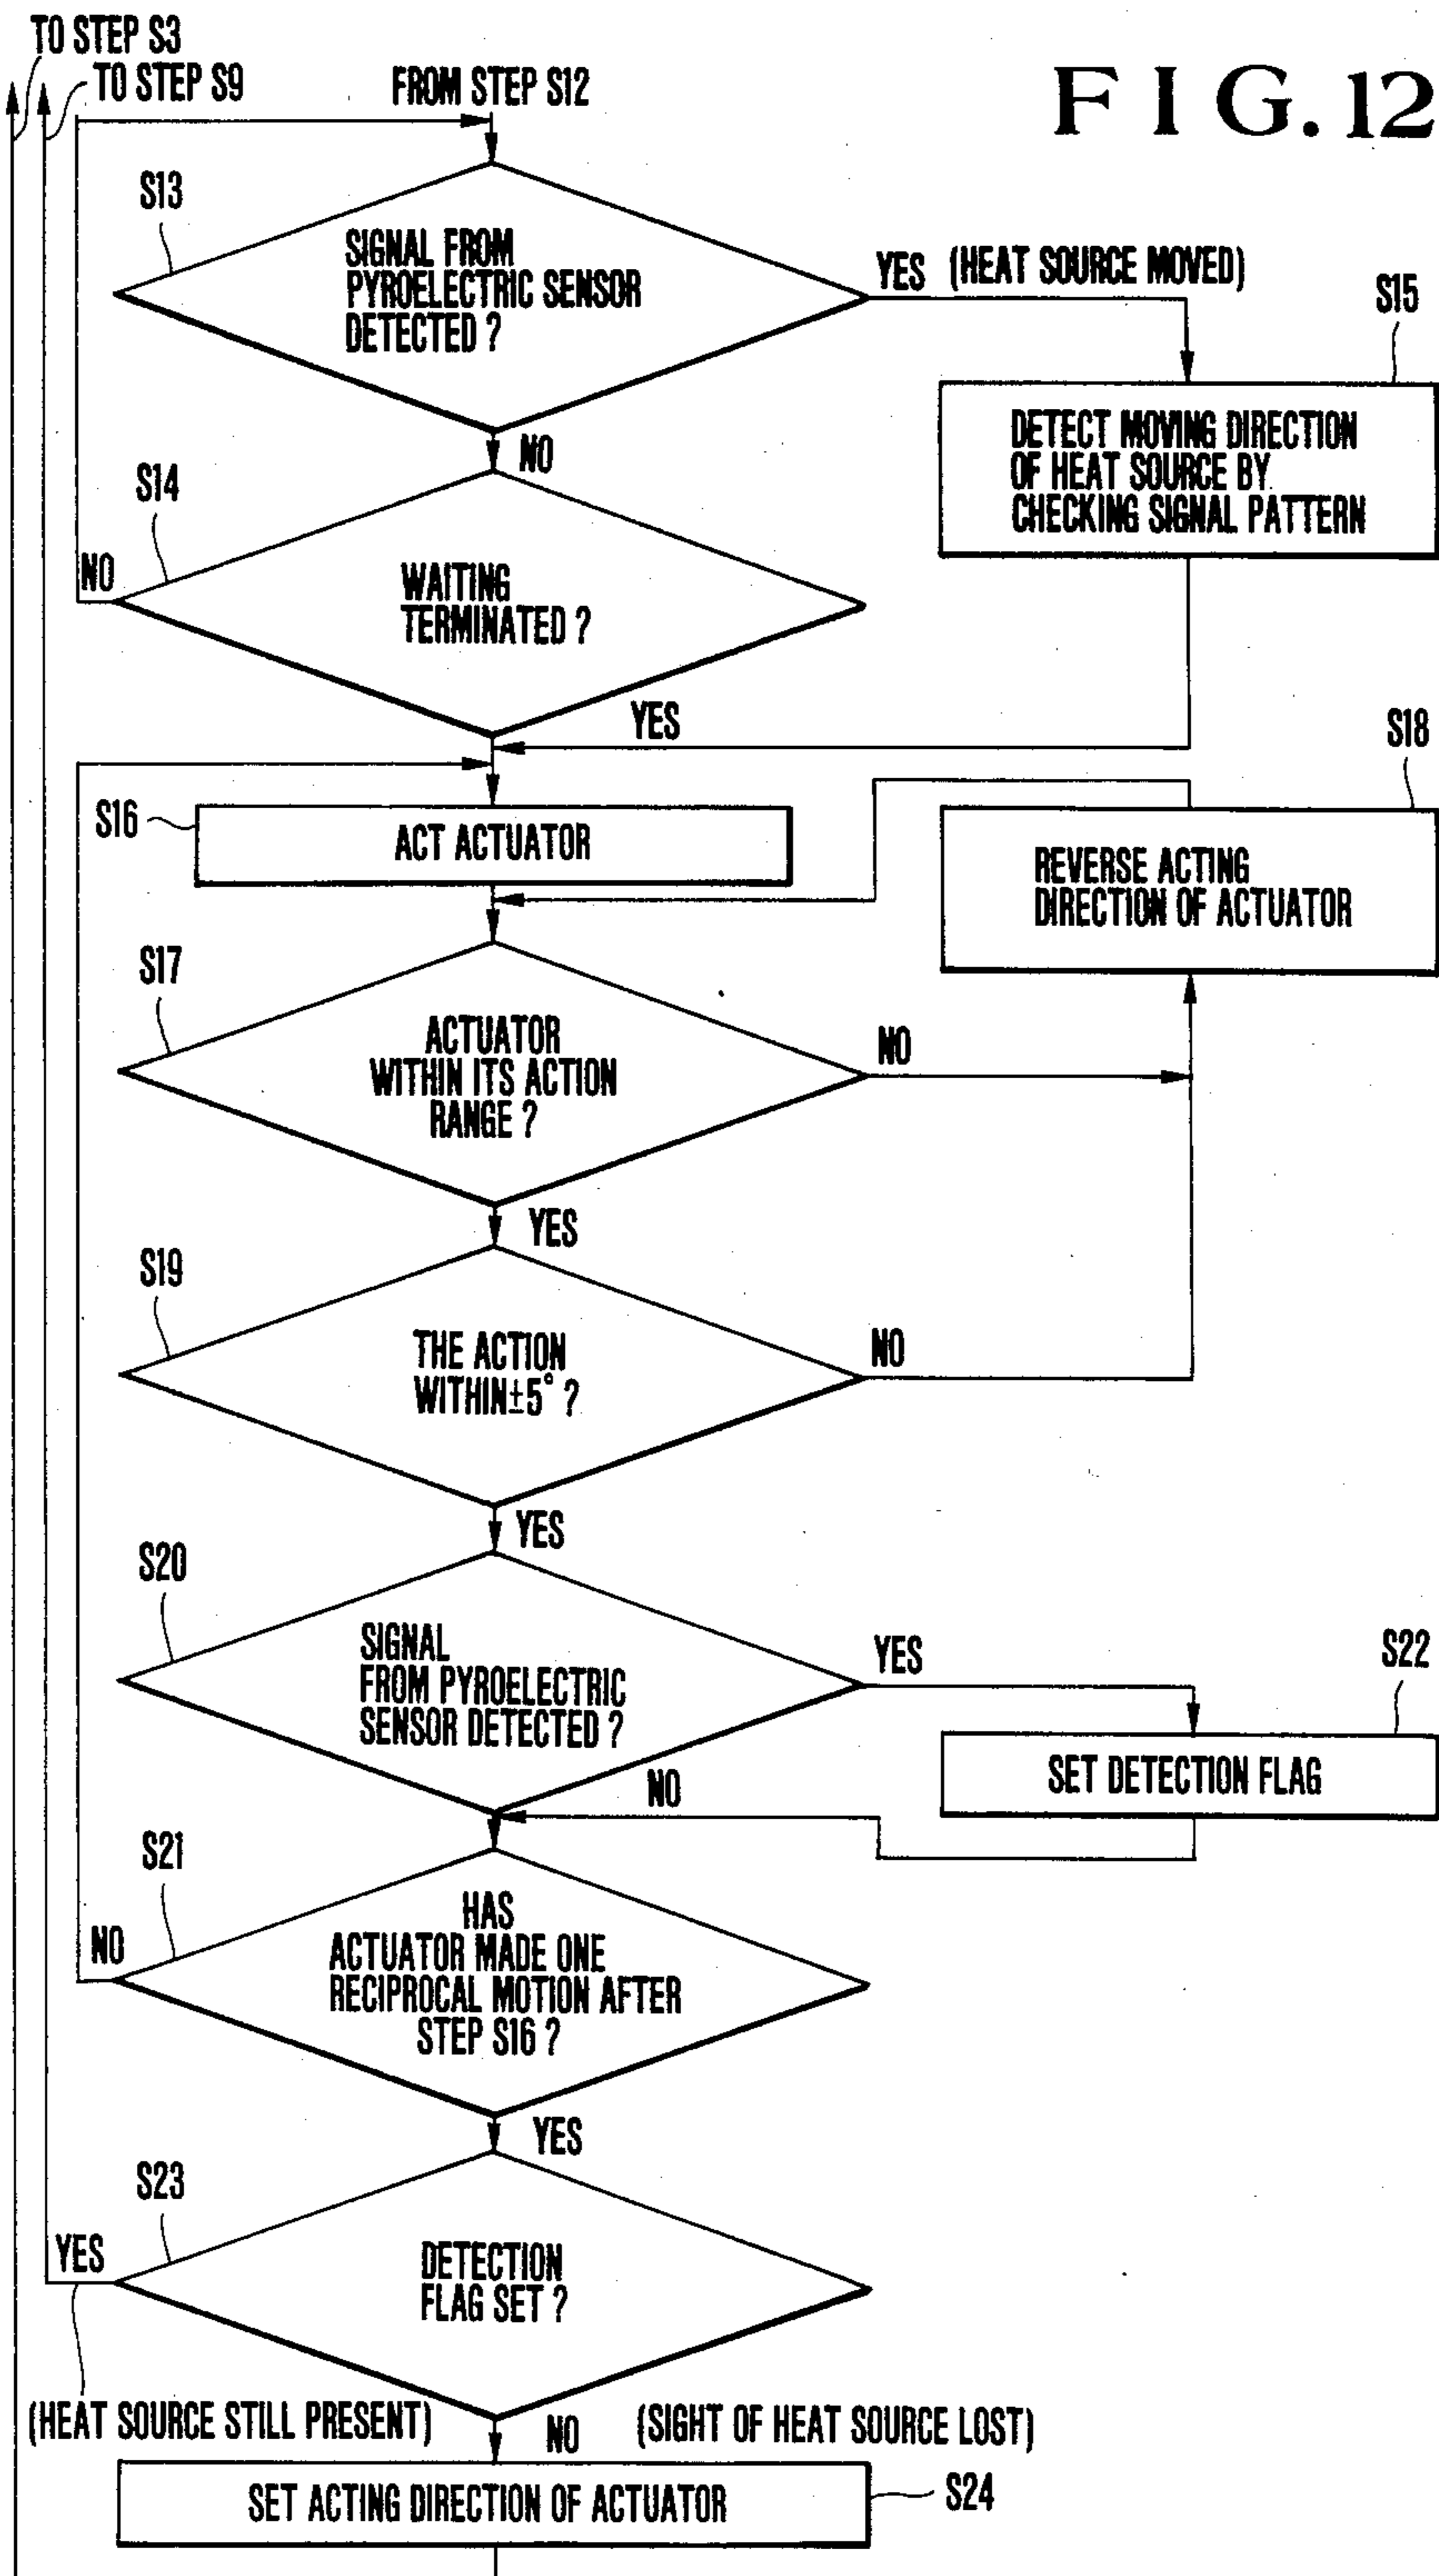 TO STEP S3
TO STEP S9
FROM STEP S12
FIG. 12
S13
SIGNAL FROM
PYROELECTRIC SENSOR
DETECTED ?
YES (HEAT SOURCE MOVED)
S15
DETECT MOVING DIRECTION
OF HEAT SOURCE BY
CHECKING SIGNAL PATTERN
NO
S14
NO
WAITING
TERMINATED ?
YES
S18
S16
ACT ACTUATOR
REVERSE ACTING
DIRECTION OF ACTUATOR
S17
ACTUATOR
WITHIN ITS ACTION
RANGE ?
NO
YES
S19
THE ACTION
WITHIN±5° ?
NO
YES
S20
SIGNAL
FROM PYROELECTRIC
SENSOR DETECTED ?
YES
S22
SET DETECTION FLAG
NO
S21
NO
HAS
ACTUATOR MADE ONE
RECIPROCAL MOTION AFTER
STEP S16 ?
YES
S23
YES
DETECTION
FLAG SET ?
(HEAT SOURCE STILL PRESENT)
NO
(SIGHT OF HEAT SOURCE LOST)
SET ACTING DIRECTION OF ACTUATOR
S24